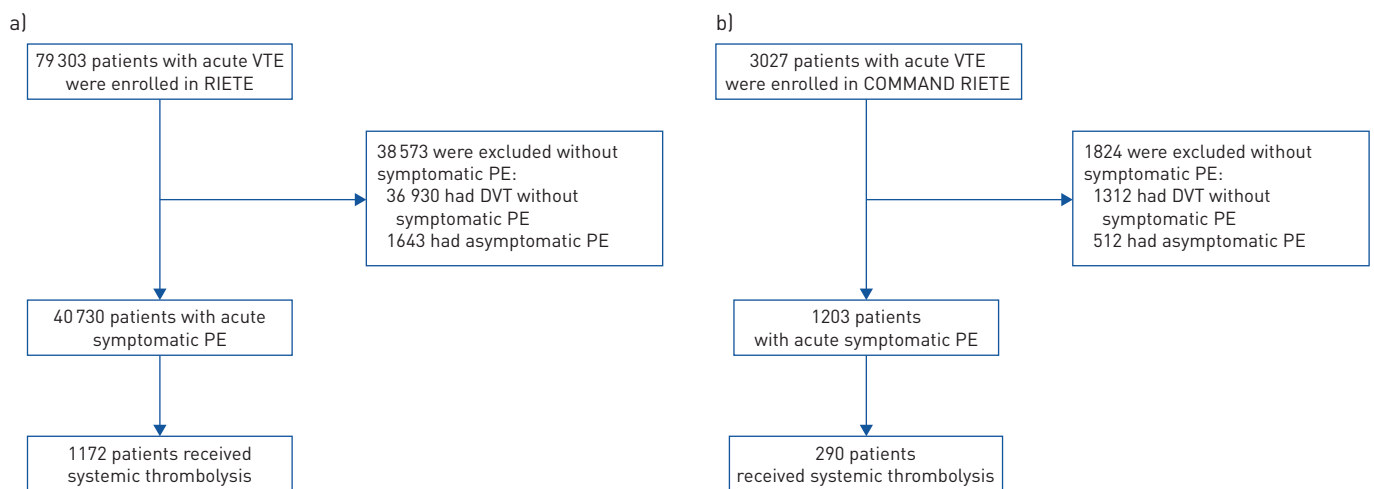 a)
79 303 patients with acute VTE
were enrolled in RIETE
38 573 were excluded without
symptomatic PE:
36 930 had DVT without
symptomatic PE
1643 had asymptomatic PE
40 730 patients with acute
symptomatic PE
1172 patients received
systemic thrombolysis
b)
3027 patients with acute VTE
were enrolled in COMMAND RIETE
1824 were excluded without
symptomatic PE:
1312 had DVT without
symptomatic PE
512 had asymptomatic PE
1203 patients
with acute symptomatic PE
290 patients
received systemic thrombolysis